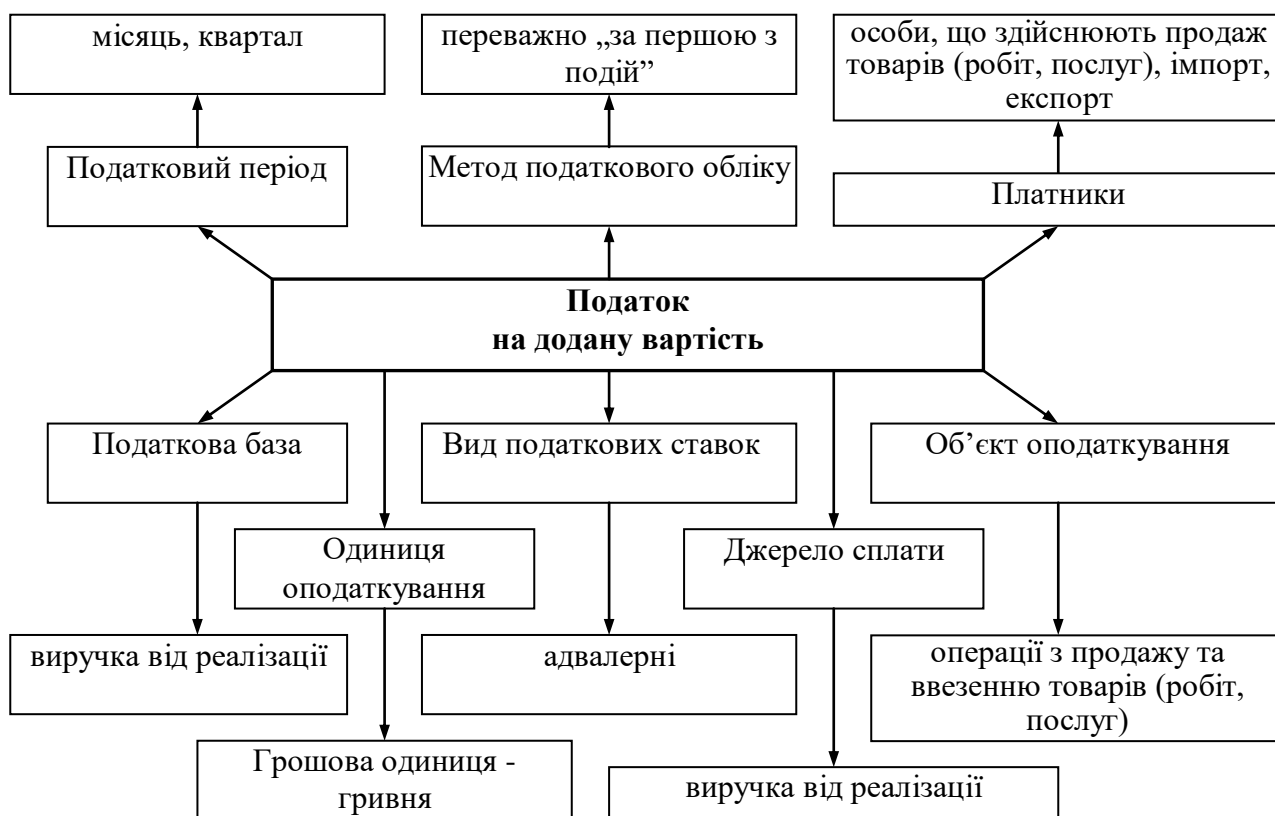 місяць, квартал
переважно „за першою з
подій”
особи, що здійснюють продаж
товарів (робіт, послуг), імпорт,
експорт
Податковий період
Метод податкового обліку
Платники
Податок
на додану вартість
Податкова база
Вид податкових ставок
Об’єкт оподаткування
Одиниця
оподаткування
Джерело сплати
виручка від реалізації
адвалерні
операції з продажу та
ввезенню товарів (робіт,
послуг)
Грошова одиниця -
гривня
виручка від реалізації